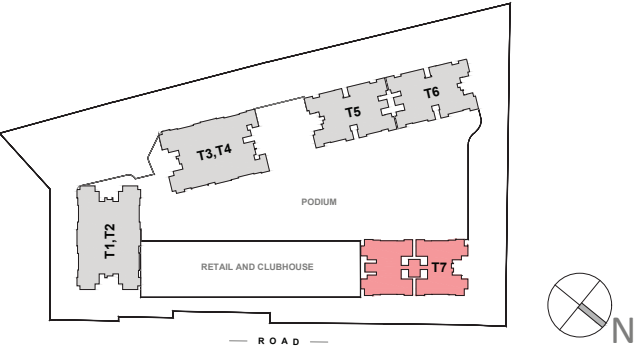 T6
T5
T3,T4
PODIUM
T1,T2
RETAIL AND CLUBHOUSE
T7
N
ROAD